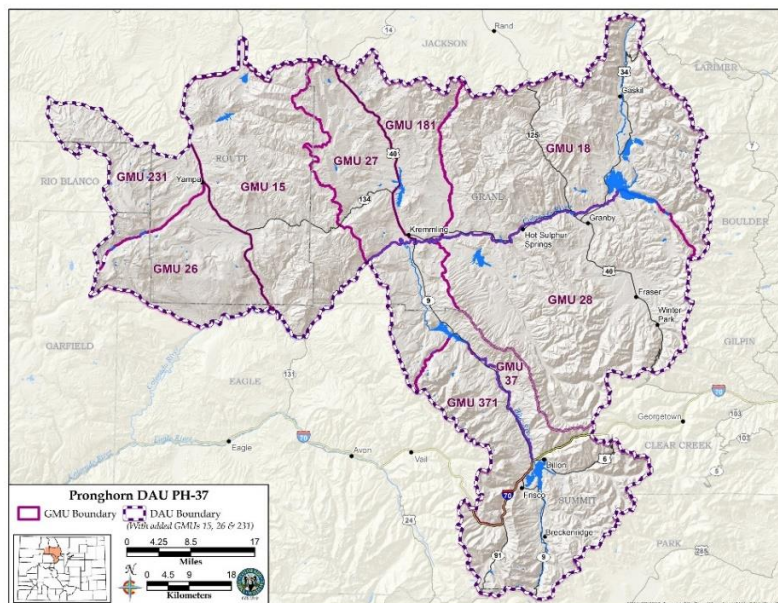 14
Rand
JACKSON
LARIMER
34
Gaskil
GMU 181
GMU 18
125
7
GMU 231
ROUTT
GMU 27
40
RIO BLANCO
Yampa
GMU 15
GRAND
134
BOULDER
Kremmling
Granby
Hot Sulphur
Springs
GMU 26
40
9
GMU 28
Fraser
Winter
Park
GARFIELD
GILPIN
131
EAGLE
GMU
37
GMU 371
70
Georgetown
103
103
CLEAR CREEK
Eagle
70
Avon
Vail
Dillon
6
5
Frisco
70
SUMMIT
24
Breckenridge
91
9
PARK
285
Pronghorn DAU PH-37
GMU Boundary
DAU Boundary
(With added GMUs 15, 26 & 231)
0 4.25 8.5 17
Miles
N
0 4.5 9 18
Kilometers